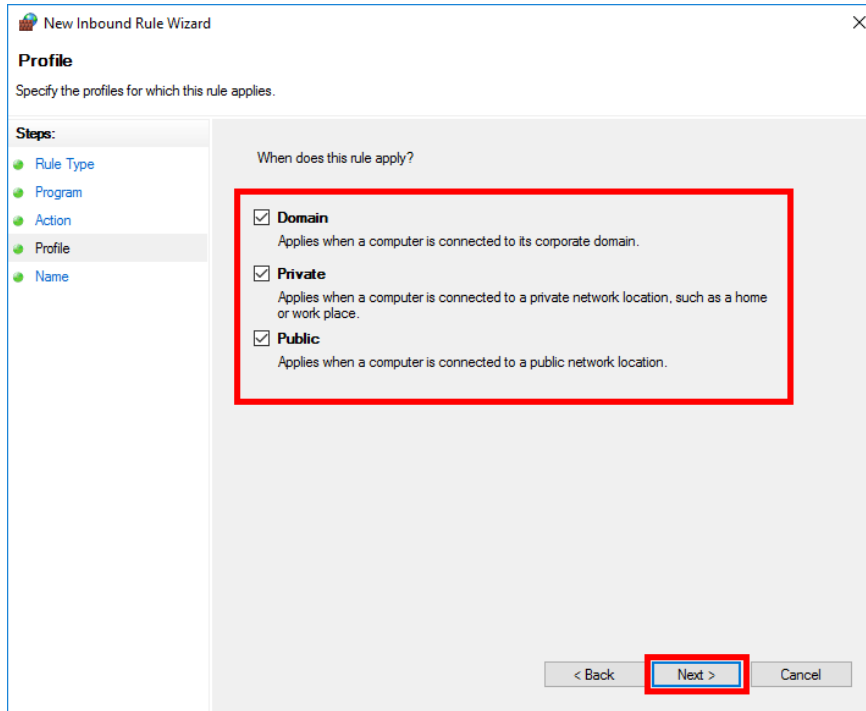 New Inbound Rule Wizard
Profile
Specify the profiles for which this rule applies.
Steps:
Rule Type
Program
Action
Profile
Name
When does this rule apply?
Domain
Applies when a computer is connected to its corporate domain.
Private
Applies when a computer is connected to a private network location, such as a home
or work place.
Public
Applies when a computer is connected to a public network location.
< Back
Next >
Cancel